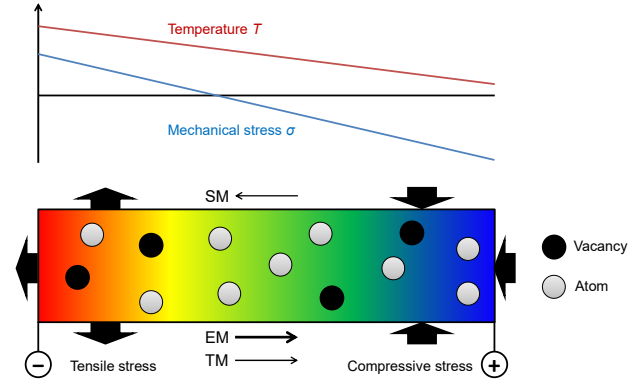 Temperature T
Mechanical stress σ
SM
Vacancy
Atom
EM
TM
− Tensile stress Compressive stress +